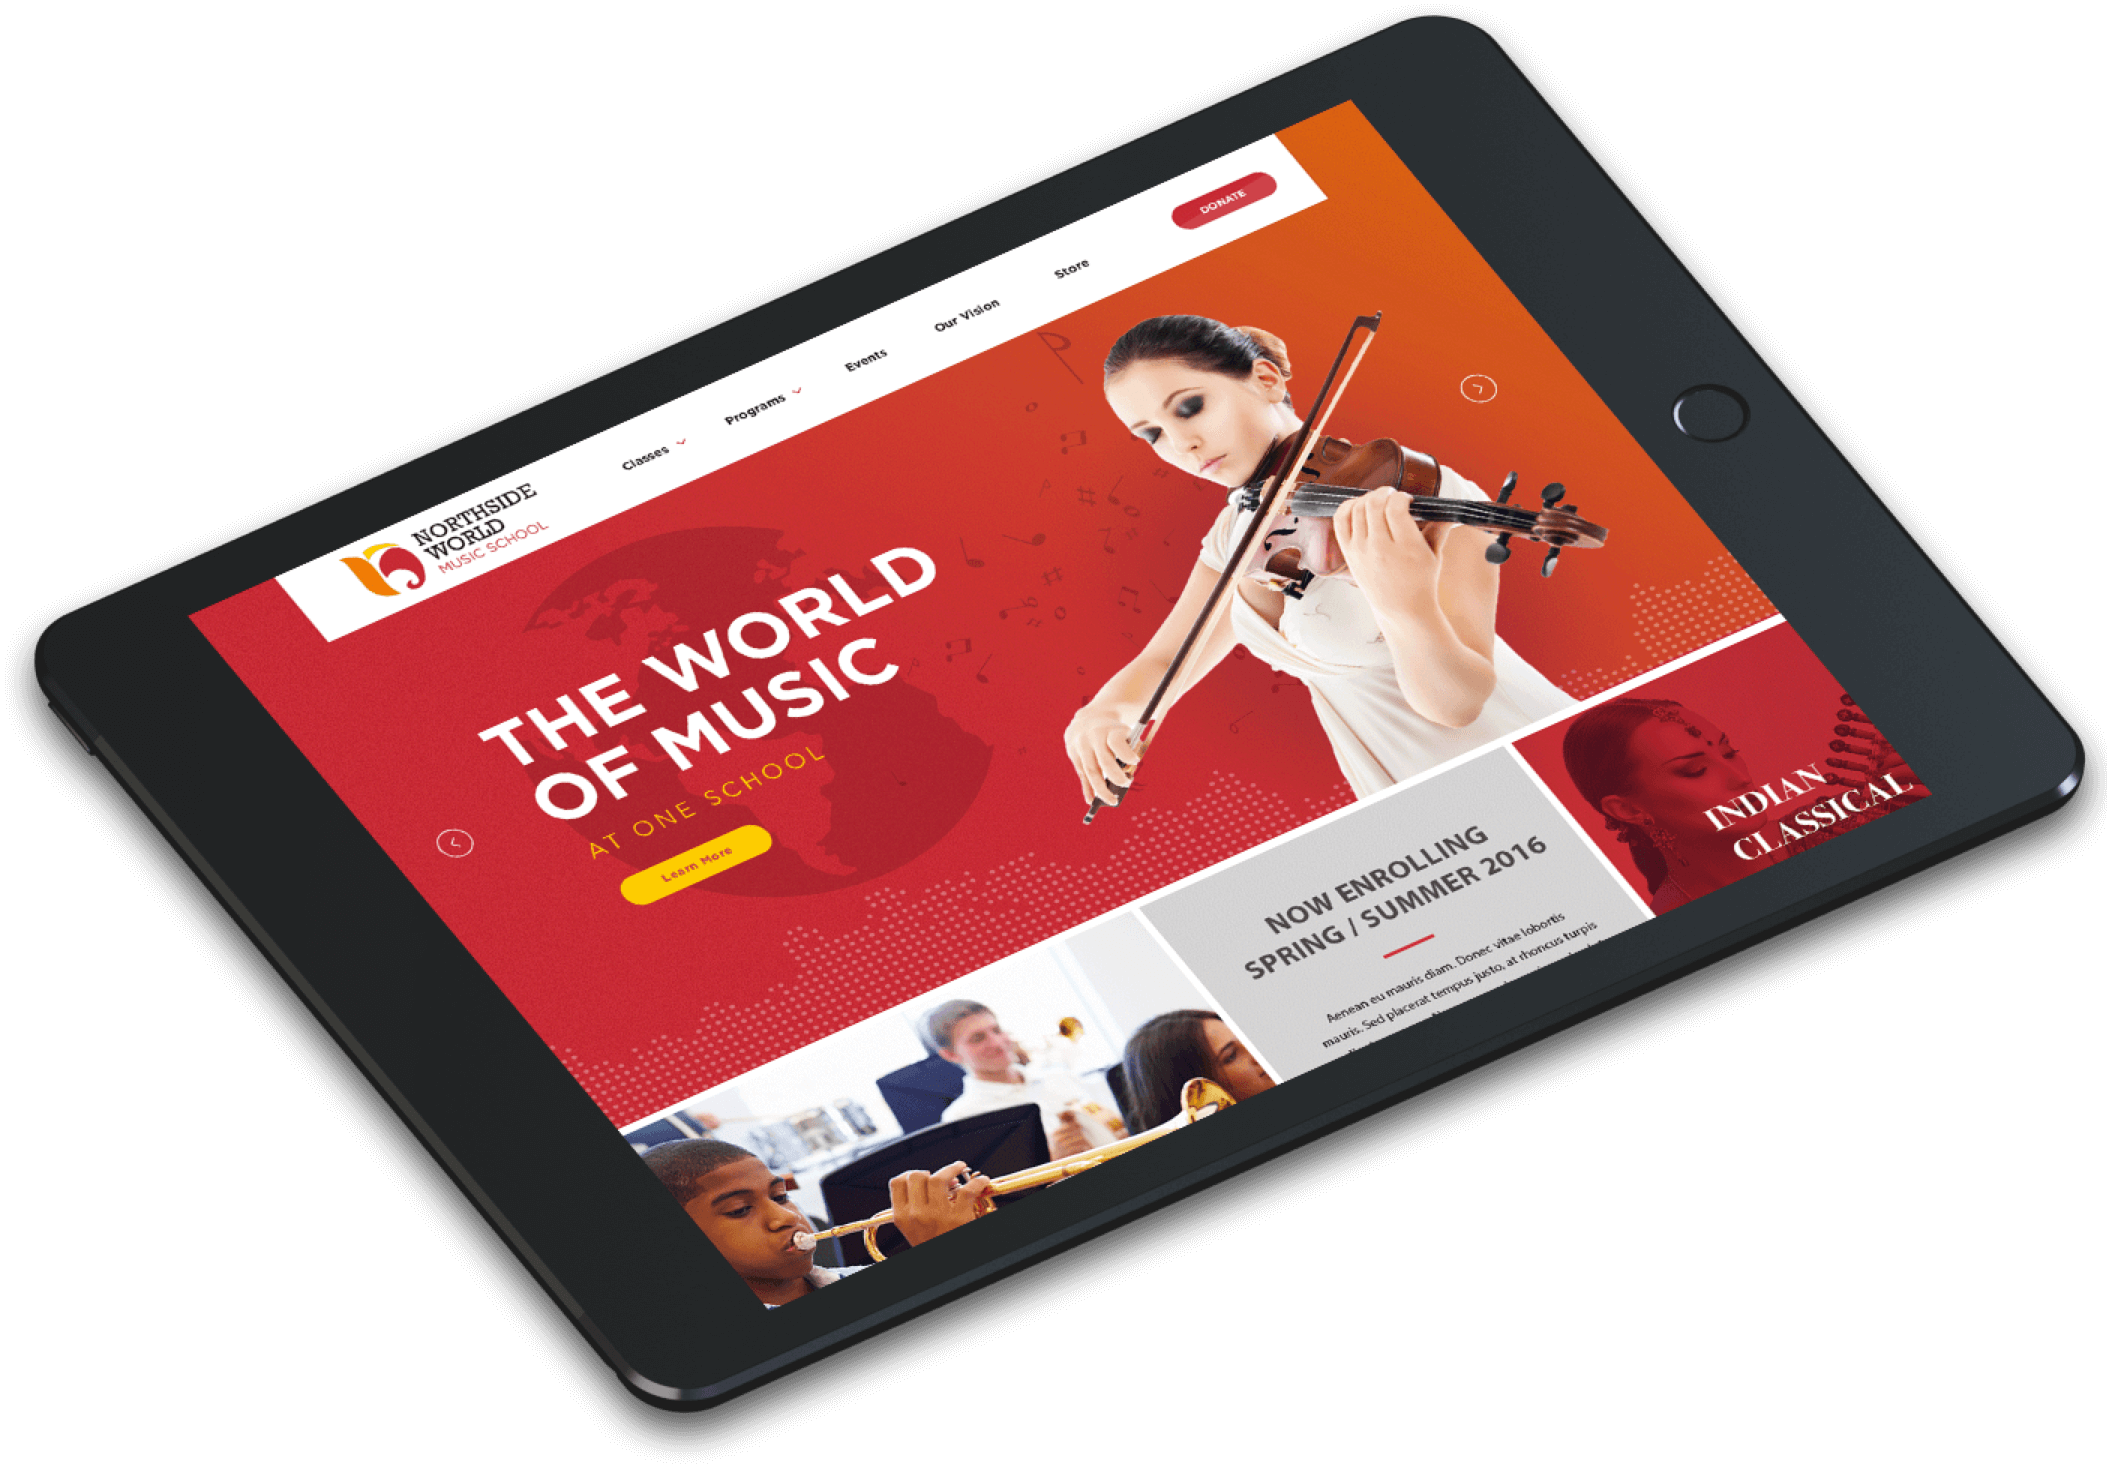 NORTHSIDE
WORLD
MUSIC SCHOOL
Classes
Programs
Events
Our Vision
Store
DONATE
THE WORLD
OF MUSIC
AT ONE SCHOOL
Learn More
NOW ENROLLING
SPRING / SUMMER 2016
Aenean eu mauris diam. Donec vitae lobortis
mauris. Sed placerat tempus justo, at rhoncus turpis
INDIAN
CLASSICAL